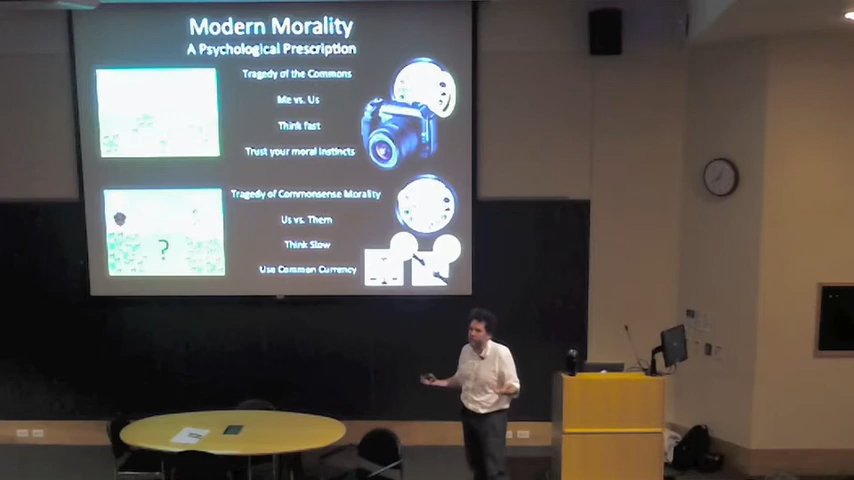 Modern Morality
A Psychological Prescription
Tragedy of the Commons
Me vs. Us
Think fast
Trust your moral instincts
Tragedy of Commonsense Morality
Us vs. Them
?
Think Slow
Use Common Currency